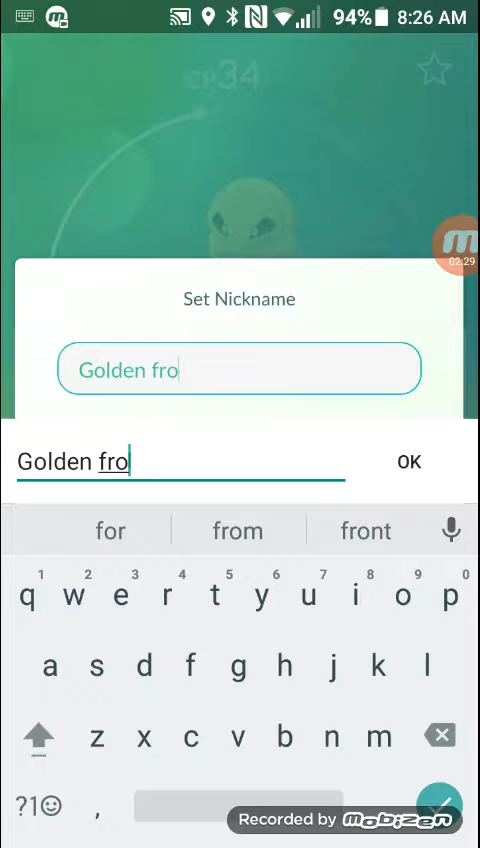 94% 8:26 AM
CP34
02:29
Set Nickname
Golden fro
Golden fro
OK
for from front
1 2 3 4 5 6 7 8 9 0
q w e r t y u i o p
a s d f g h j k l
z x c v b n m
?1 ,
Recorded by Mobizen